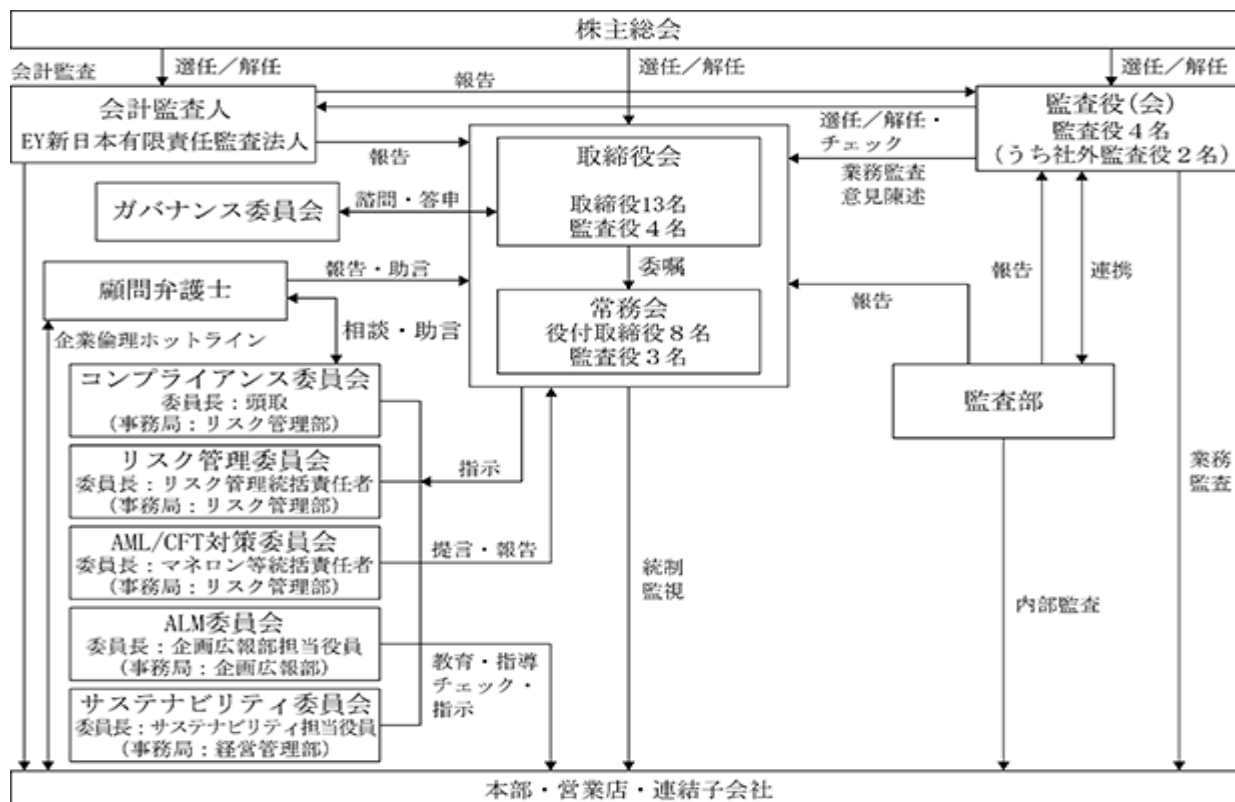 株主総会
会計監査
選任／解任
選任／解任
選任／解任
会計監査人
EY新日本有限責任監査法人
報告
監査役(会)
監査役４名
(うち社外監査役２名)
選任／解任・
チェック
報告
業務監査
意見陳述
取締役会
取締役13名
監査役４名
ガバナンス委員会
諮問・答申
委嘱
顧問弁護士
報告・助言
報告
報告
連携
常務会
役付取締役８名
監査役３名
企業倫理ホットライン
相談・助言
コンプライアンス委員会
委員長：頭取
(事務局：リスク管理部)
監査部
リスク管理委員会
委員長：リスク管理統括責任者
(事務局：リスク管理部)
指示
業務
監査
AML/CFT対策委員会
委員長：マネロン等統括責任者
(事務局：リスク管理部)
提言・報告
統制
監視
内部監査
ALM委員会
委員長：企画広報部担当役員
(事務局：企画広報部)
教育・指導
チェック・
指示
サステナビリティ委員会
委員長：サステナビリティ担当役員
(事務局：経営管理部)
本部・営業店・連結子会社